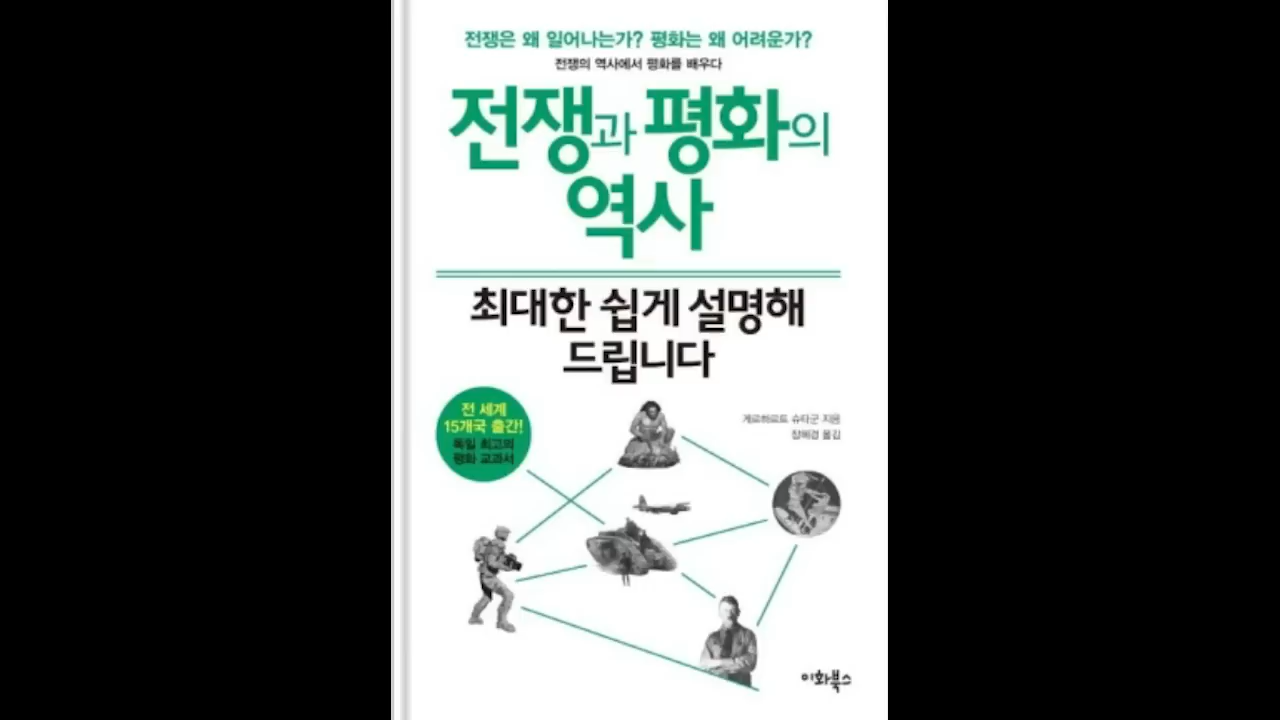 전쟁은 왜 일어나는가? 평화는 왜 어려운가?
전쟁의 역사에서 평화를 배우다
전쟁과 평화의
역사
최대한 쉽게 설명해
드립니다
전 세계
15개국 출간!
독일 최고의
평화 교과서
게르하르트 슈타군 지음
장혜경 옮김
이화북스